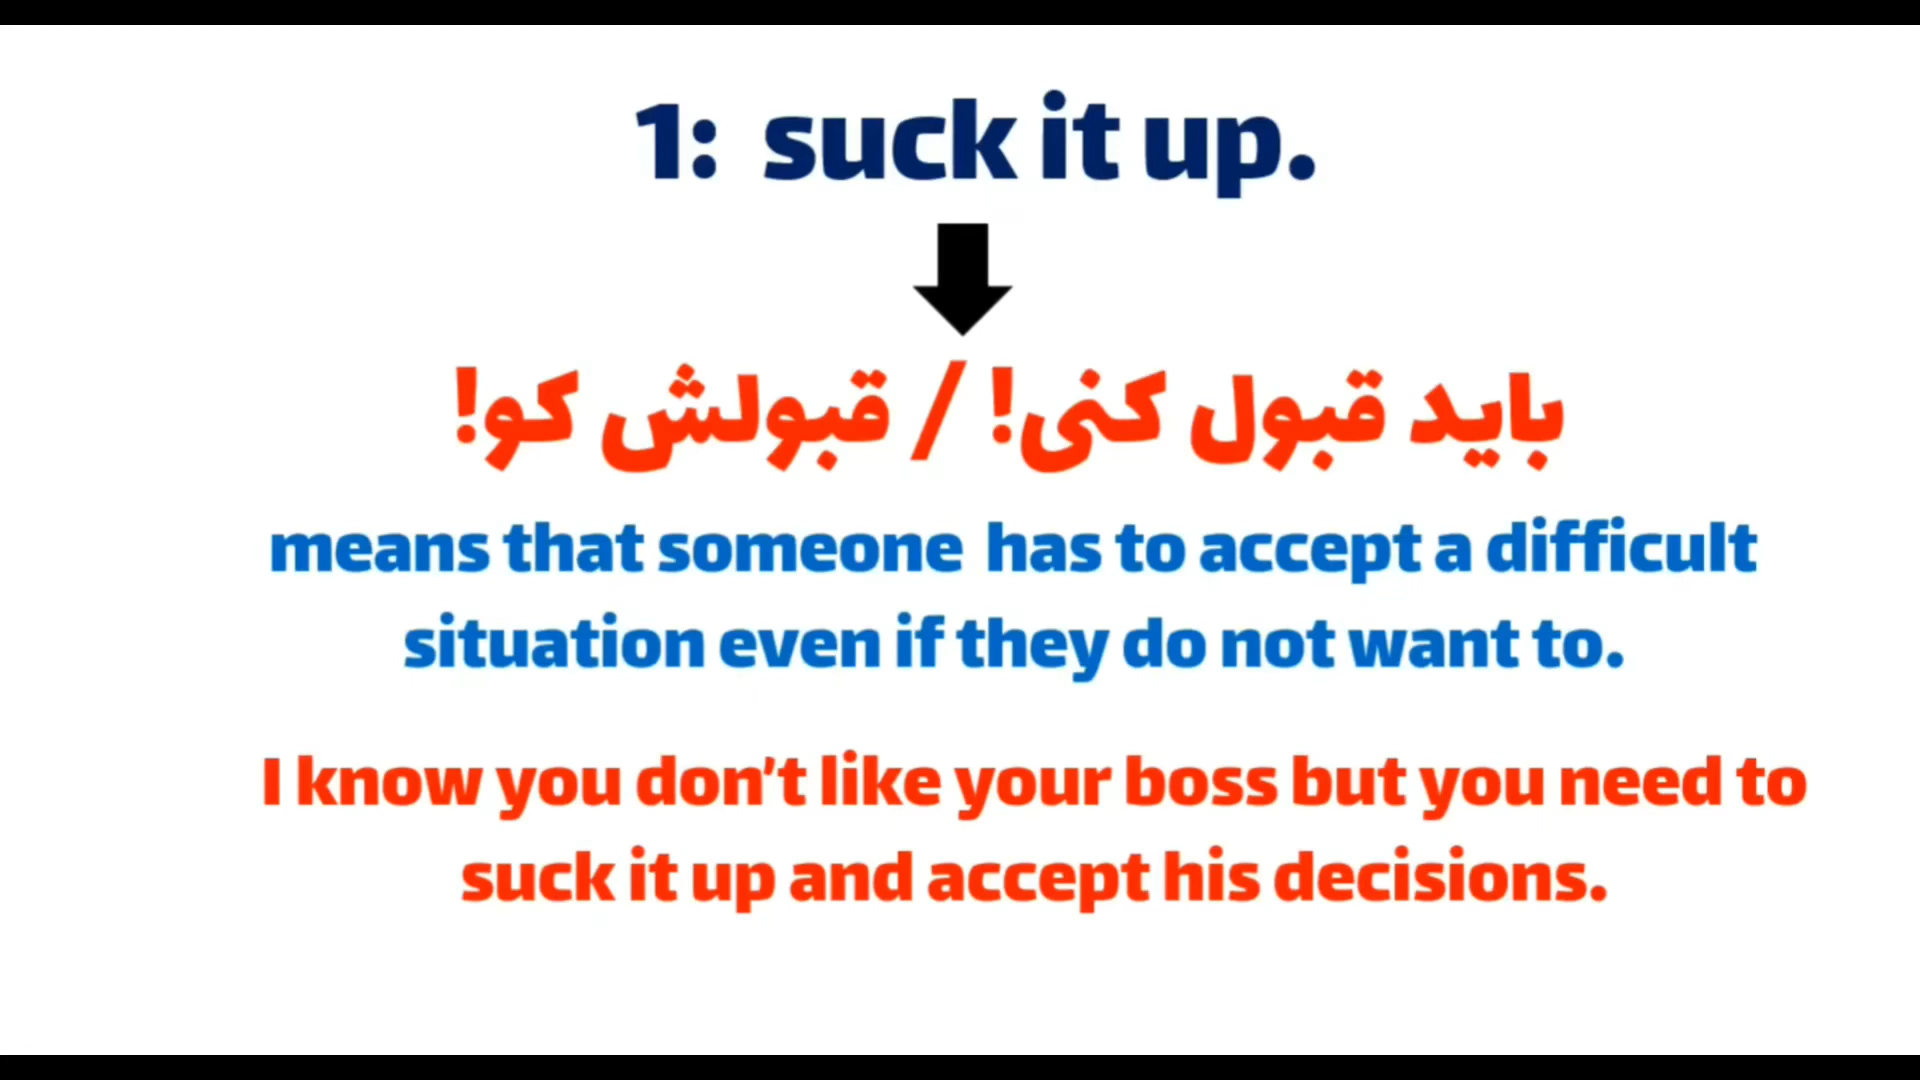 1: suck it up.
باید قبول کنی! / قبولش کو!
means that someone has to accept a difficult
situation even if they do not want to.
I know you don't like your boss but you need to
suck it up and accept his decisions.